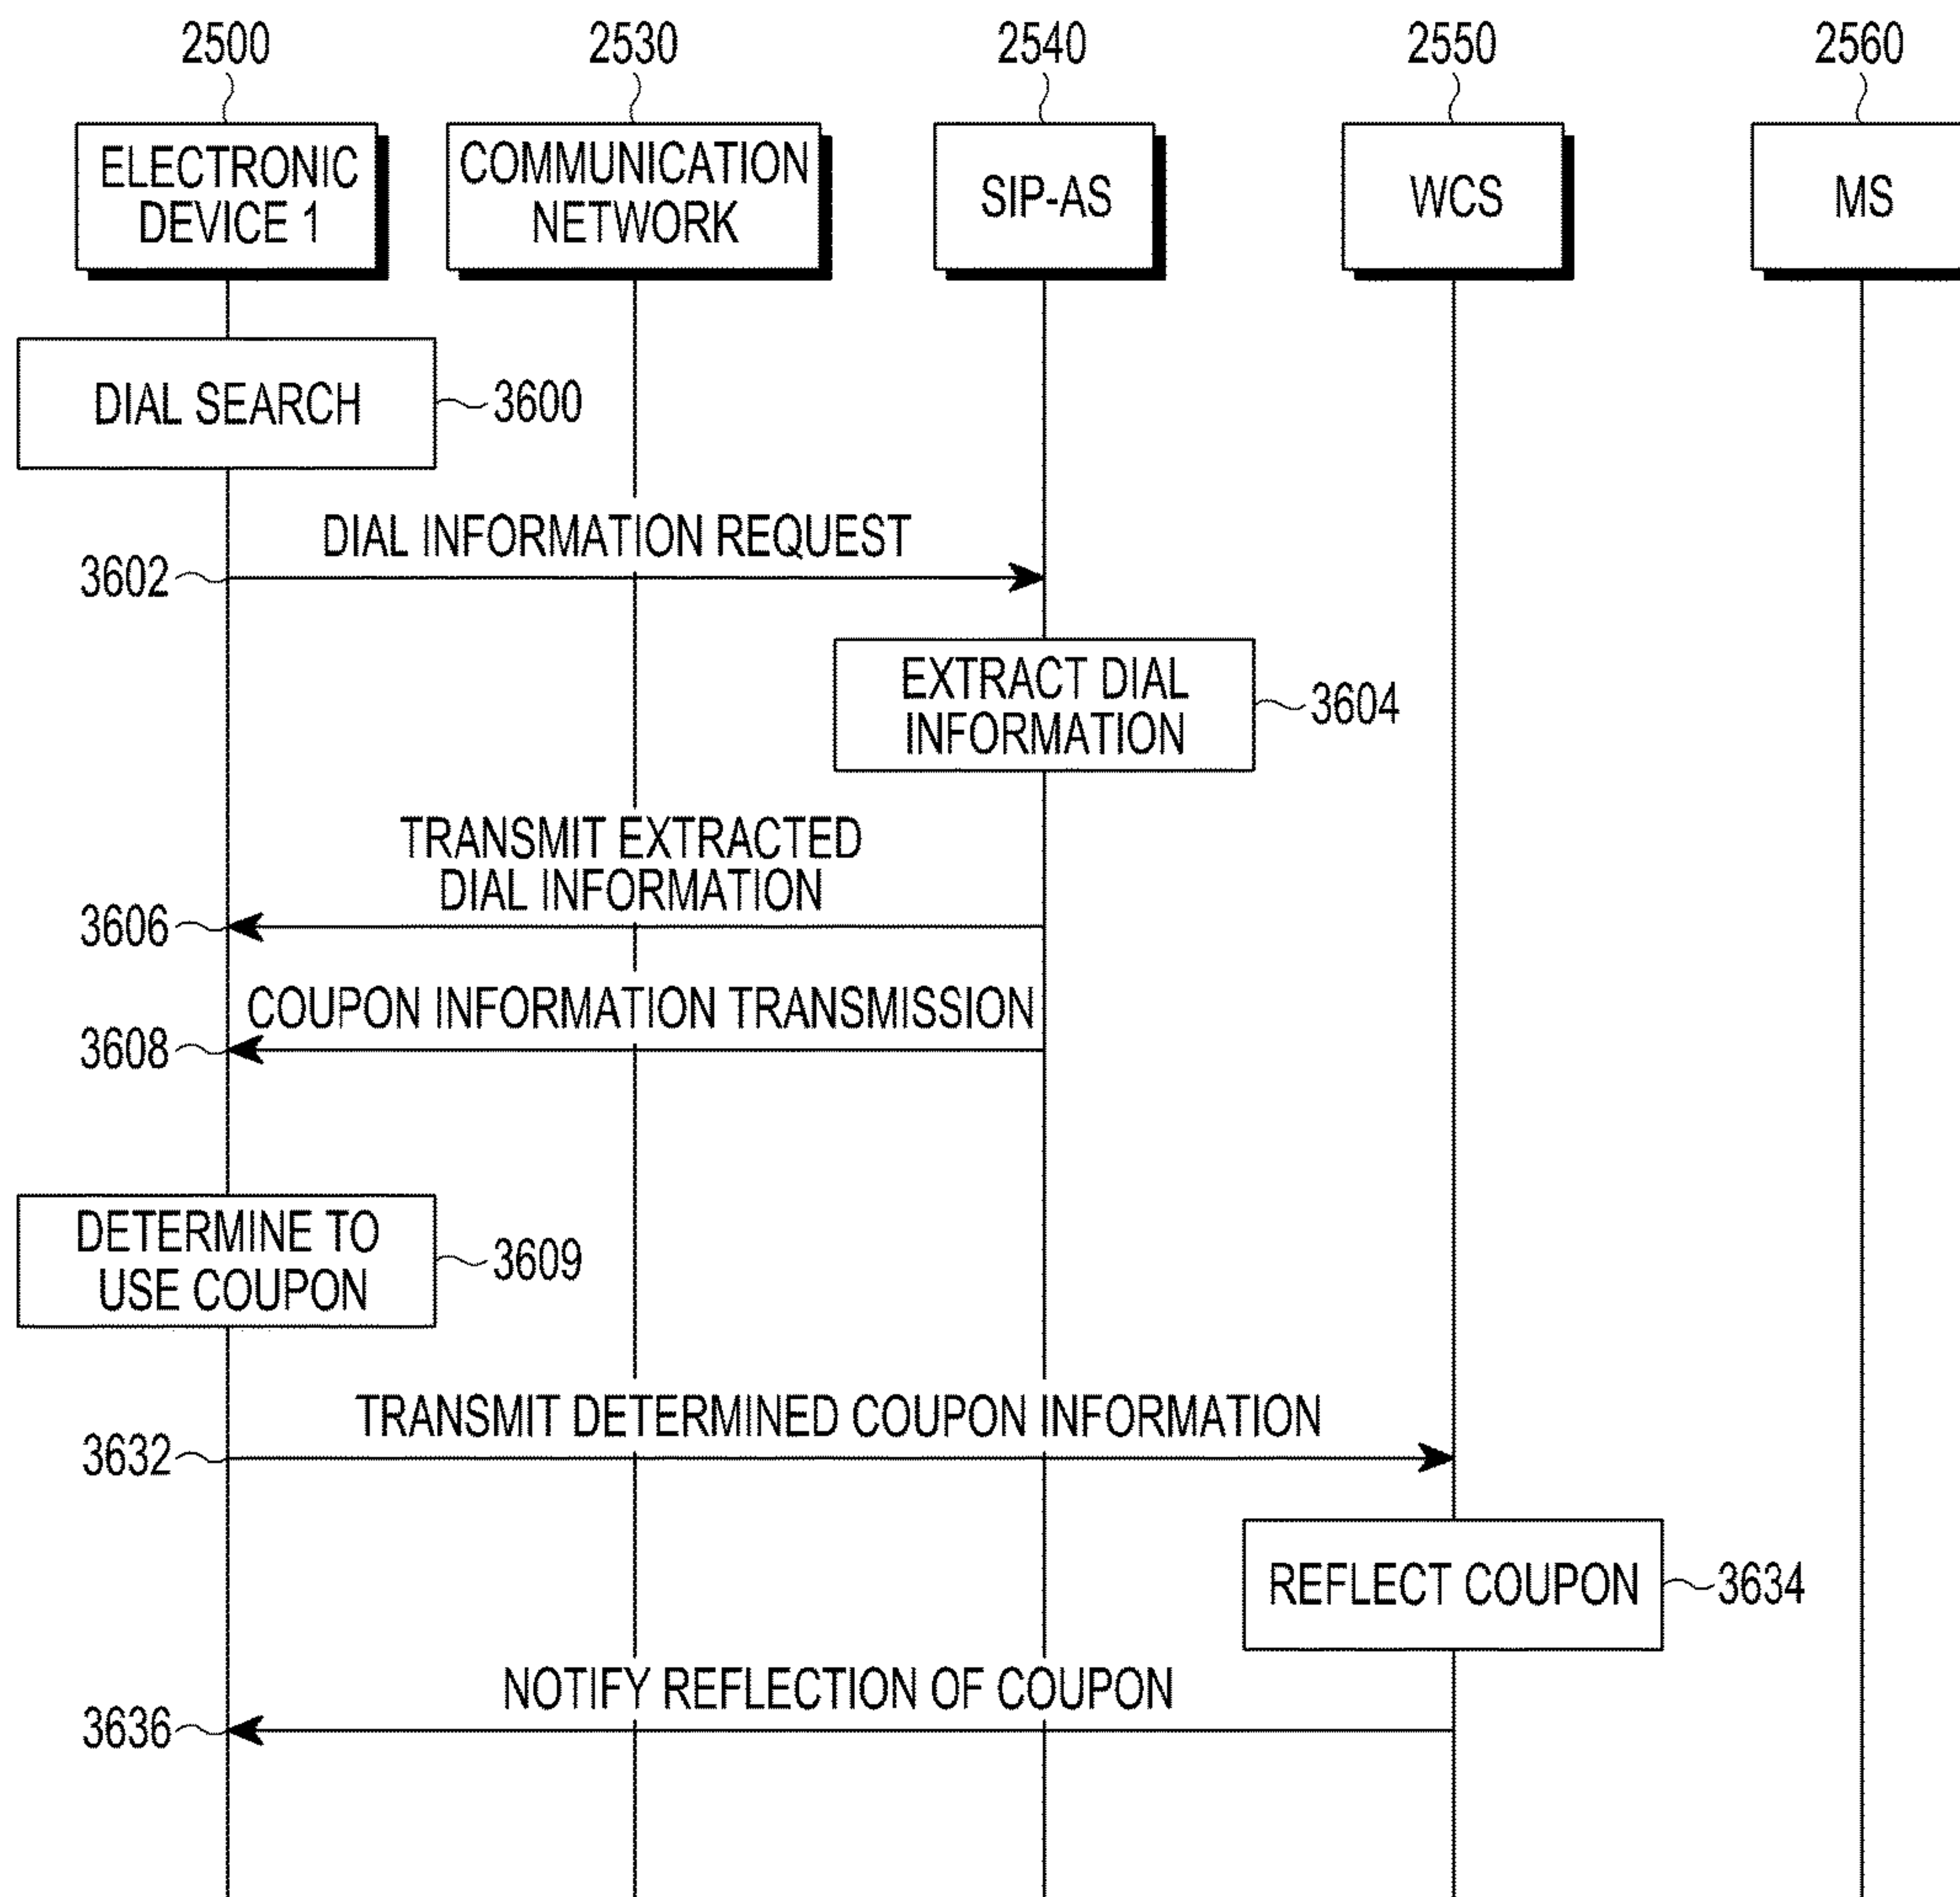 2500
2530
2540
2550
2560
ELECTRONIC
DEVICE 1
COMMUNICATION
NETWORK
SIP-AS
WCS
MS
DIAL SEARCH
3600
DIAL INFORMATION REQUEST
3602
EXTRACT DIAL
INFORMATION
3604
TRANSMIT EXTRACTED
DIAL INFORMATION
3606
COUPON INFORMATION TRANSMISSION
3608
DETERMINE TO
USE COUPON
3609
TRANSMIT DETERMINED COUPON INFORMATION
3632
REFLECT COUPON
3634
NOTIFY REFLECTION OF COUPON
3636